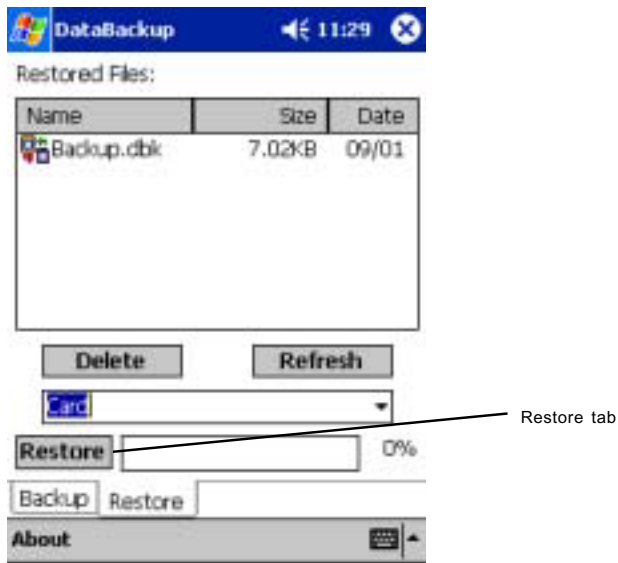 DataBackup 11:29
Restored Files:
Name Size Date
Backup.dbk 7.02KB 09/01
Delete Refresh
Card
Restore tab
Restore 0%
Backup Restore
About